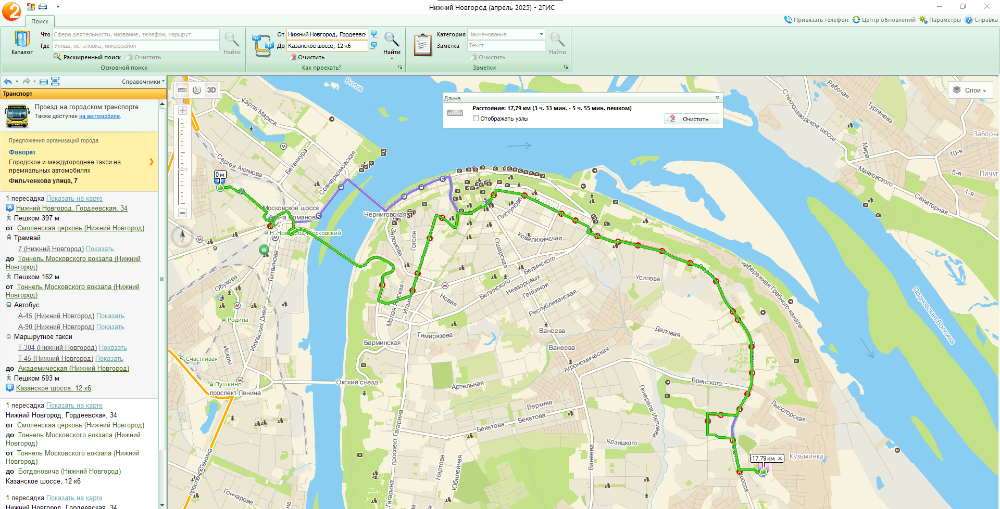 Нижний Новгород (апрель 2025) - 2ГИС
Поиск
Привязать телефон
Центр обновлений
Параметры
Справка
Каталог
Что
Сфера деятельности, название, телефон, маршрут
Где
Улица, остановка, микрорайон
Расширенный поиск
Очистить
Найти
Основной поиск
От
Нижний Новгород, Гордеевск
До
Казанское шоссе, 12 к6
Очистить
Найти
Как проехать?
Категория
Наименование
Заметка
Текст
Очистить
Найти
Заметки
Справочники
Транспорт
Проезд на городском транспорте
Также доступен на автомобиле.
Предложения организаций города
Фаворит
Городское и междугороднее такси на
премиальных автомобилях
Фильченкова улица, 7
1 пересадка Показать на карте
A Нижний Новгород, Гордеевская, 34
Пешком 397 м
от Смоленская церковь (Нижний Новгород)
Трамвай
7 (Нижний Новгород) Показать
до Тоннель Московского вокзала (Нижний
Новгород)
Пешком 162 м
от Тоннель Московского вокзала (Нижний
Новгород)
Автобус
А-45 (Нижний Новгород) Показать
А-90 (Нижний Новгород) Показать
Маршрутное такси
Т-304 (Нижний Новгород) Показать
Т-45 (Нижний Новгород) Показать
до Академическая (Нижний Новгород)
Пешком 593 м
B Казанское шоссе, 12 к6
1 пересадка Показать на карте
Нижний Новгород, Гордеевская, 34
от Смоленская церковь (Нижний Новгород)
до Тоннель Московского вокзала (Нижний
Новгород)
от Тоннель Московского вокзала (Нижний
Новгород)
до Богдановича (Нижний Новгород)
Казанское шоссе, 12 к6
1 пересадка Показать на карте
Нижний Новгород, Гордеевская, 34
3D
Слои
Длина
Расстояние: 17,79 км (3 ч. 33 мин. - 5 ч. 55 мин. пешком)
Отображать узлы
Очистить
Волга
Карла Маркса
Сергея Акимова
Бетанкура
Совнаркомовская
0 м
Московское шоссе
Ивана Романова
Н. Новгород-Московский
Черниговская
Заломова
Гоголя
Пискунова
Ковалихинская
Ошарская
Белинского
Белинского
Невзоровых
Генкиной
Республиканская
Новая
Малая Ямская
Тимирязева
Барминская
Ванеева
Ванеева
Агрономическая
Усилова
набережная Гребного канала
Деловая
Обухова
Литвинова
Родина
Июльских Дней
Искры
Счастливая
Пушкино
проспект Ленина
Окский съезд
Артельная
Верхняя
Бекетова
Бекетова
проспект Гагарина
Бринского
Генерала Ивлиева
Лысогорская
Козицкого
Ванеева
Нартова
Юбилейная
Гончарова
17,79 км
Кузьминка
Рабочая
Тургенева
Стеклозаводское шоссе
Мира
Маяковского
Санаторная
Заборье
10-я
5-я
1-я
Пичуг
Подновская Воложка